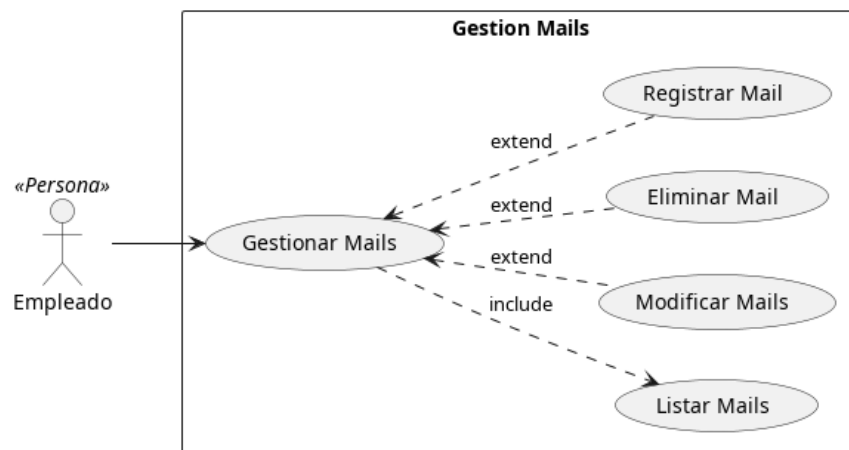 Gestion Mails
Registrar Mail
extend
«Persona»
Eliminar Mail
extend
Gestionar Mails
extend
Empleado
Modificar Mails
include
Listar Mails